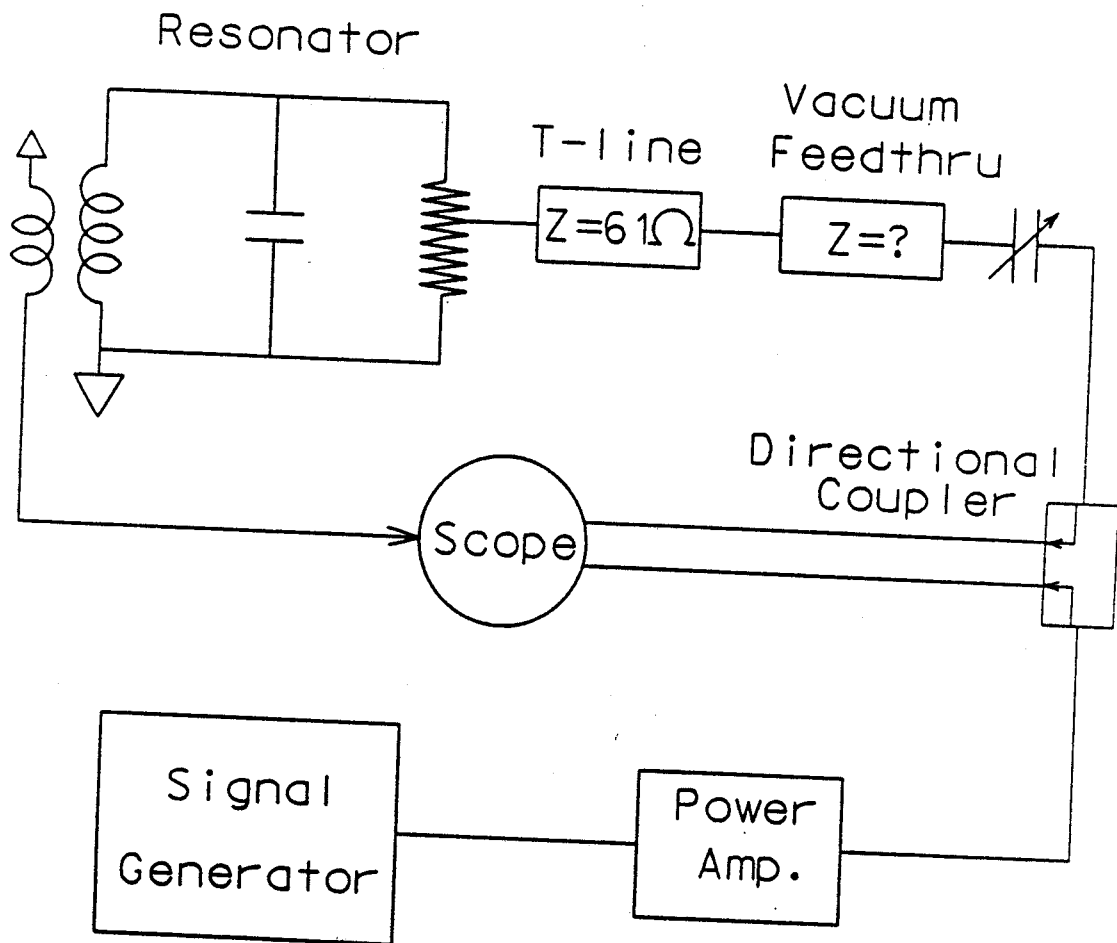 Resonator
Vacuum
Feedthru
T-line
Z=61Ω
Z=?
Directional
Coupler
Scope
Signal
Generator
Power
Amp.